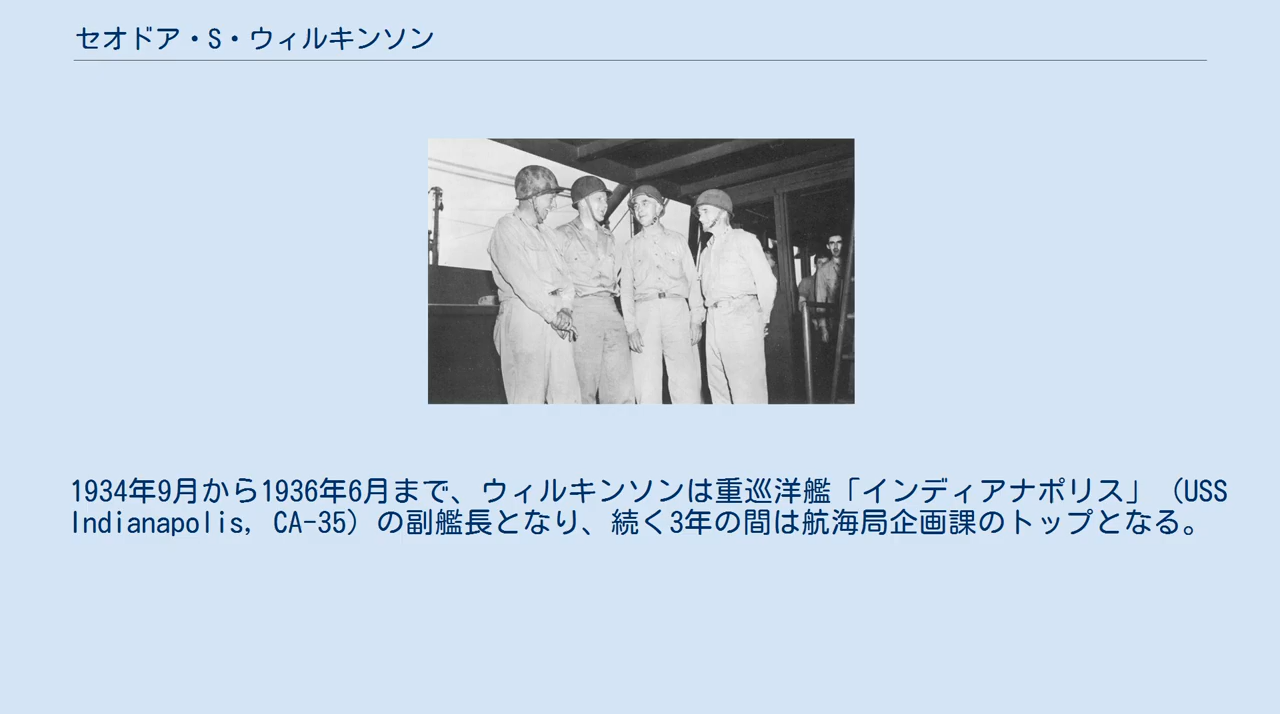 セオドア・S・ウィルキンソン
1934年9月から1936年6月まで、ウィルキンソンは重巡洋艦「インディアナポリス」（USS
Indianapolis, CA-35）の副艦長となり、続く3年の間は航海局企画課のトップとなる。